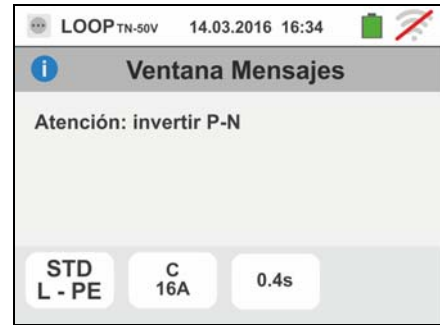 LOOP TN-50V 14.03.2016 16:34
Ventana Mensajes
Atención: invertir P-N
STD C 0.4s
L - PE 16A